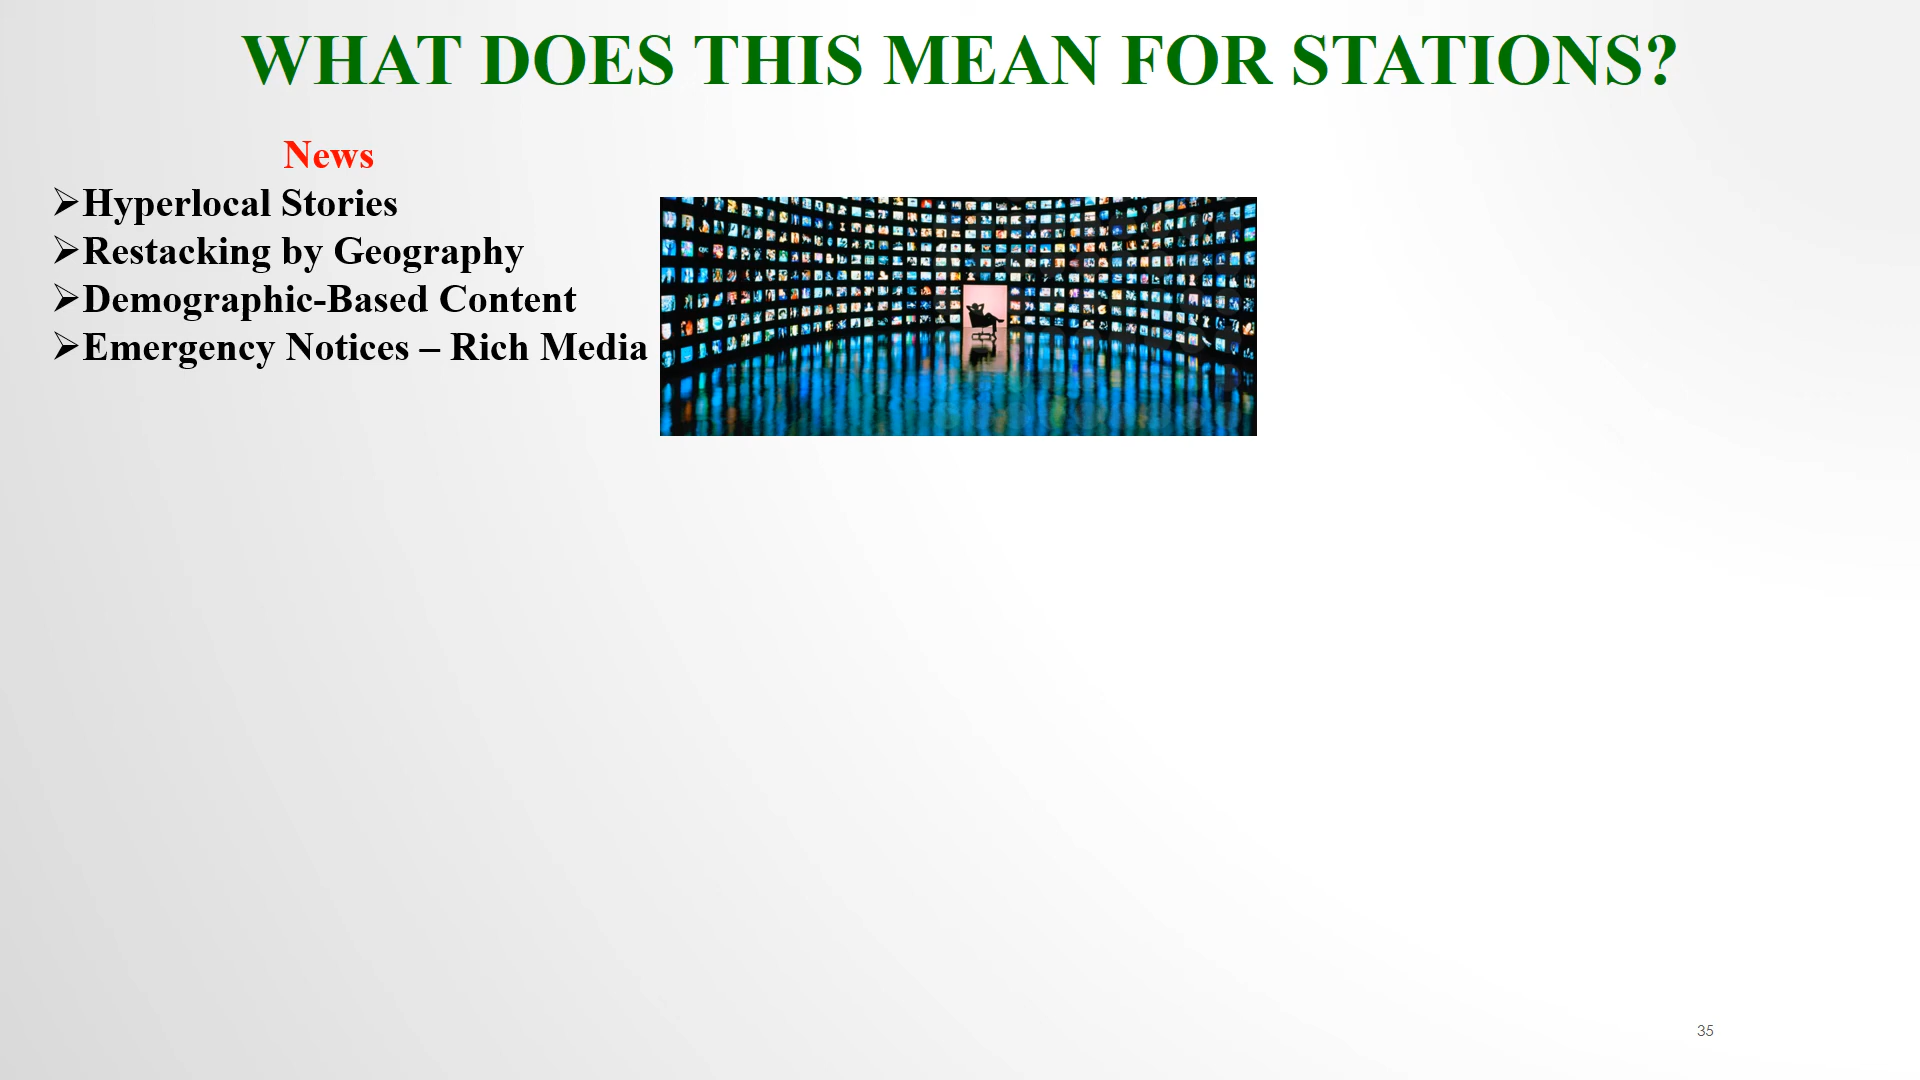 WHAT DOES THIS MEAN FOR STATIONS?
News
➢Hyperlocal Stories
➢Restacking by Geography
➢Demographic-Based Content
➢Emergency Notices – Rich Media
35